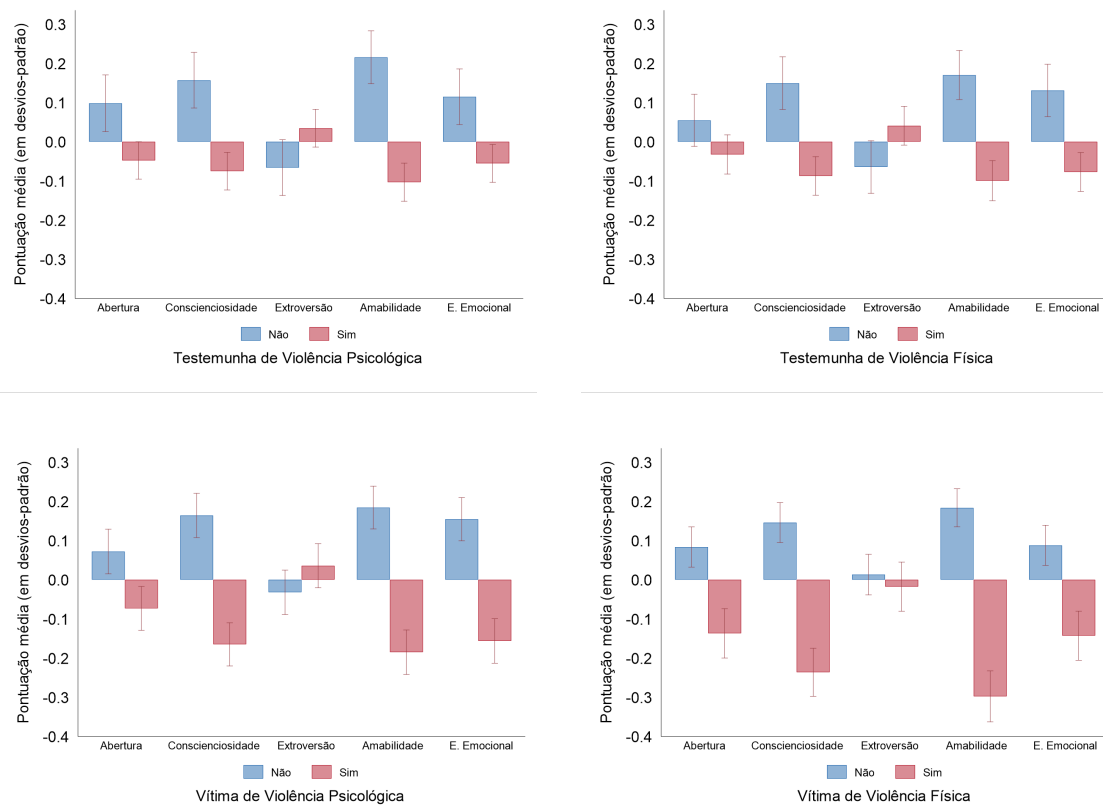 Pontuação média (em desvios-padrão)
0.3
0.2
0.1
0.0
-0.1
-0.2
-0.3
-0.4
Abertura Conscienciosidade Extroversão Amabilidade E. Emocional
Não Sim
Testemunha de Violência Psicológica
Pontuação média (em desvios-padrão)
0.3
0.2
0.1
0.0
-0.1
-0.2
-0.3
-0.4
Abertura Conscienciosidade Extroversão Amabilidade E. Emocional
Não Sim
Testemunha de Violência Física
Pontuação média (em desvios-padrão)
0.3
0.2
0.1
0.0
-0.1
-0.2
-0.3
-0.4
Abertura Conscienciosidade Extroversão Amabilidade E. Emocional
Não Sim
Vítima de Violência Psicológica
Pontuação média (em desvios-padrão)
0.3
0.2
0.1
0.0
-0.1
-0.2
-0.3
-0.4
Abertura Conscienciosidade Extroversão Amabilidade E. Emocional
Não Sim
Vítima de Violência Física